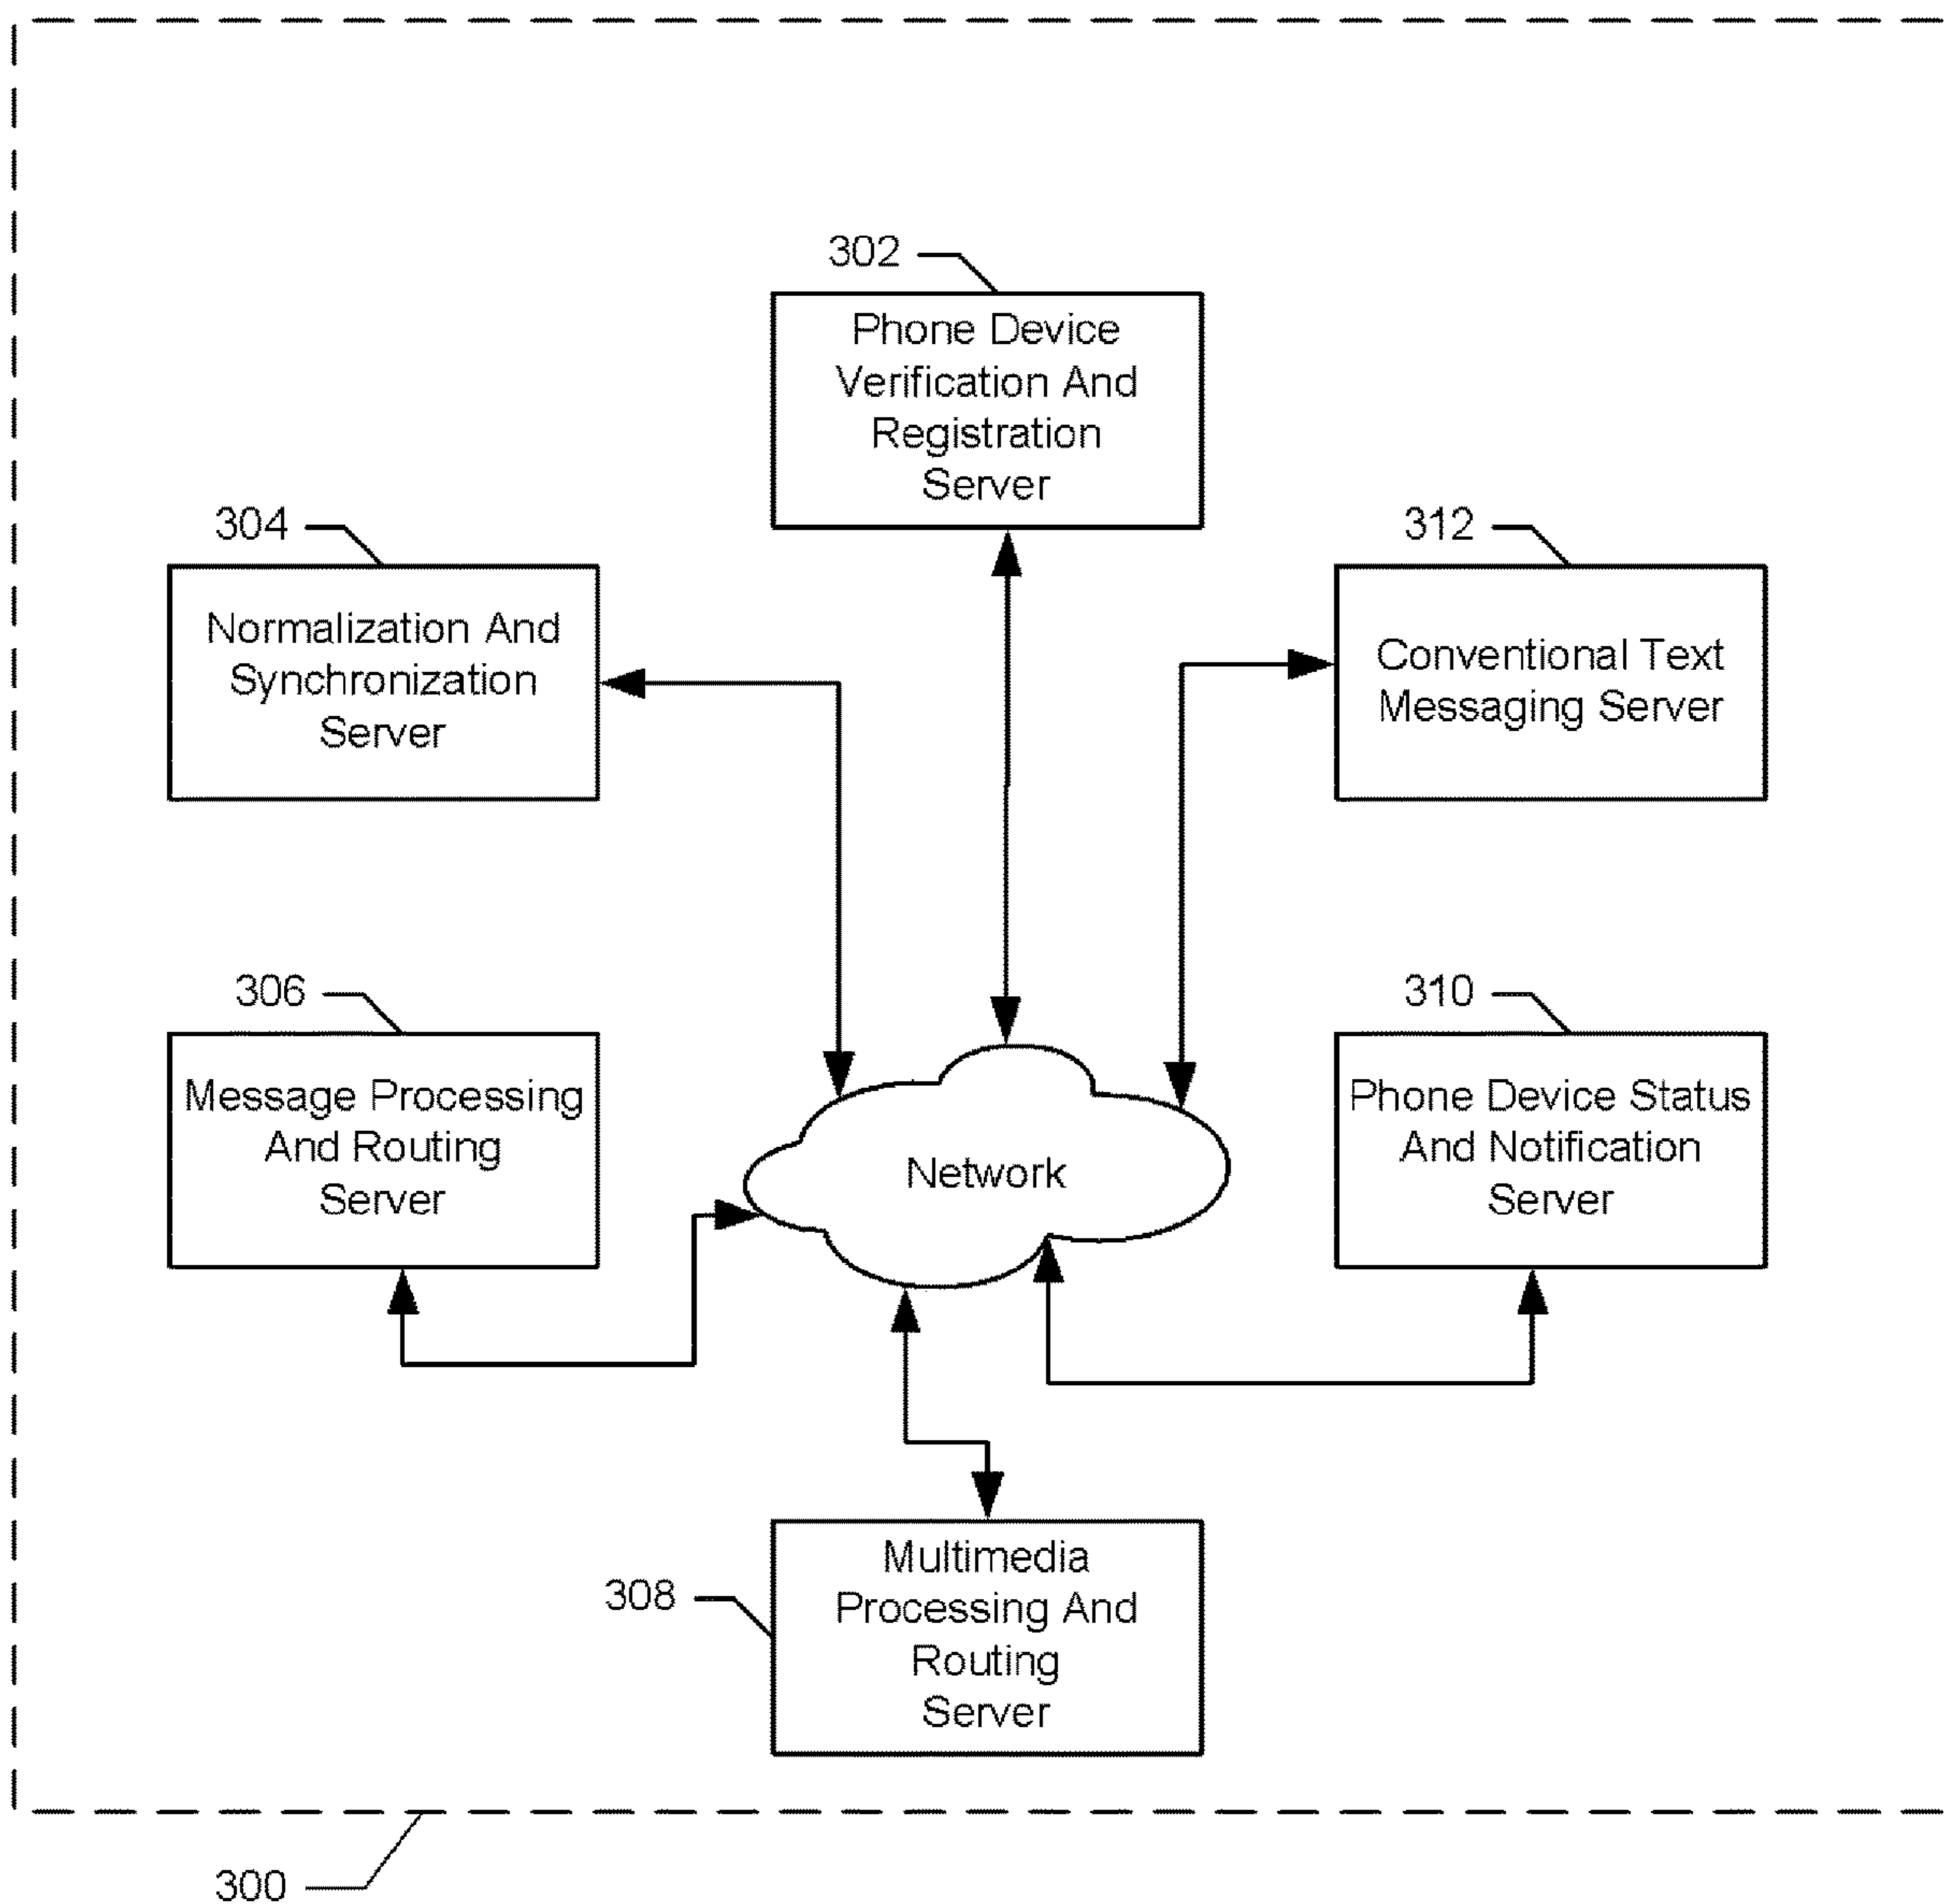 302
Phone Device
Verification And
Registration
Server
304
Normalization And
Synchronization
Server
312
Conventional Text
Messaging Server
306
Message Processing
And Routing
Server
310
Phone Device Status
And Notification
Server
Network
308
Multimedia
Processing And
Routing
Server
300